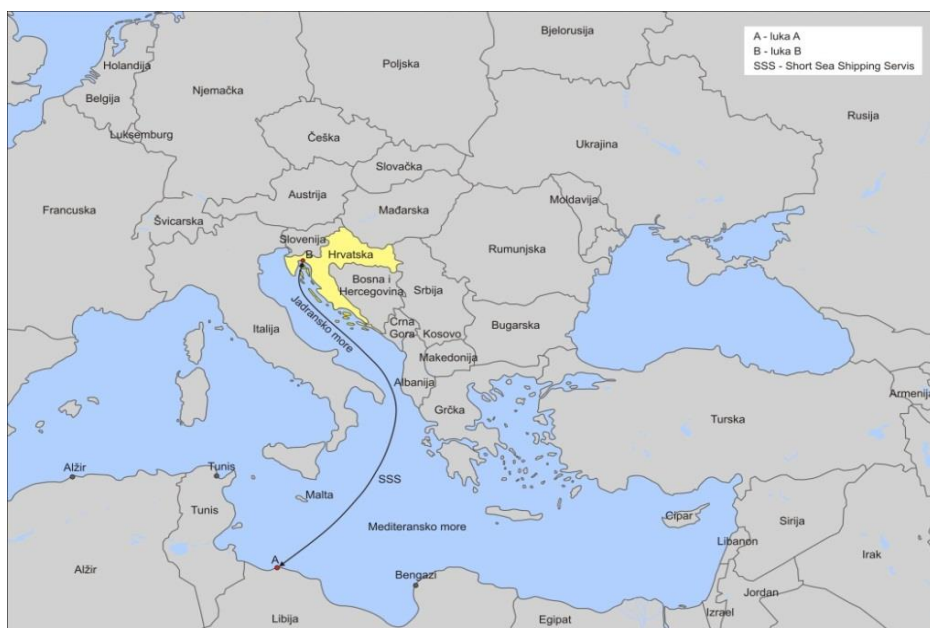 A - luka A
B - luka B
SSS - Short Sea Shipping Servis
Bjelorusija
Holandija
Poljska
Njemačka
Belgija
Rusija
Luksemburg
Češka
Ukrajina
Slovačka
Austrija
Moldavija
Francuska
Mađarska
Švicarska
Slovenija
B
Hrvatska
Rumunjska
Bosna i
Hercegovina
Srbija
Jadransko more
Italija
Crna
Gora
Kosovo
Bugarska
Makedonija
Albanija
Armenija
Grčka
Turska
Alžir
Tunis
SSS
Malta
Tunis
Mediteransko more
Cipar
Sirija
Libanon
Irak
A
Alžir
Bengazi
Jordan
Izrael
Libija
Egipat